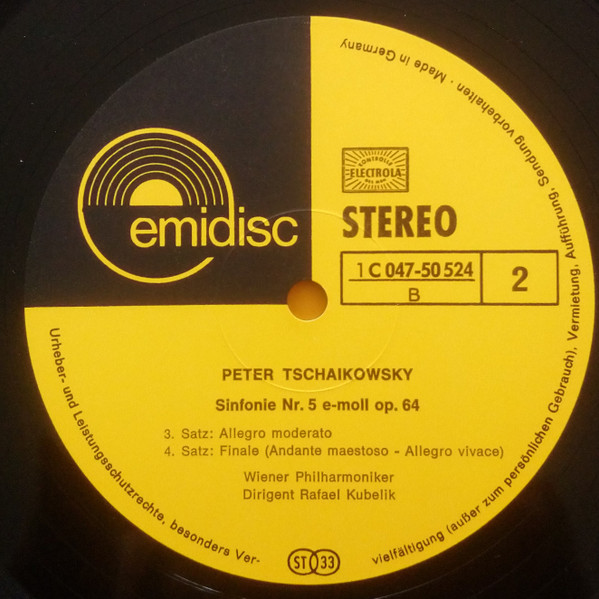 emidisc
KONTROLLE
ELECTROLA
STEREO
1 C 047-50 524
B
2
PETER TSCHAIKOWSKY
Sinfonie Nr. 5 e-moll op. 64
3. Satz: Allegro moderato
4. Satz: Finale (Andante maestoso - Allegro vivace)
Wiener Philharmoniker
Dirigent Rafael Kubelik
ST 33
Urheber- und Leistungsschutzrechte, besonders Ver-
vielfältigung (außer zum persönlichen Gebrauch), Vermietung, Aufführung, Sendung vorbehalten · Made in Germany